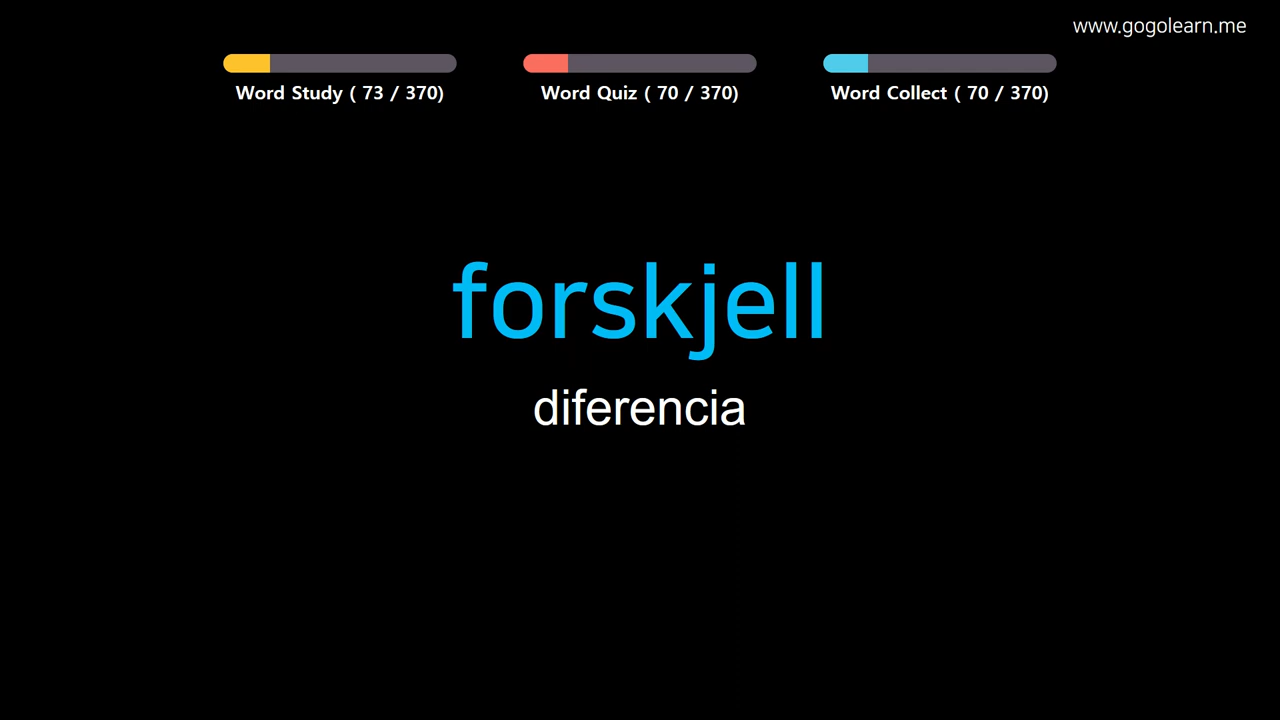 www.gogolearn.me
Word Study ( 73 / 370)
Word Quiz ( 70 / 370)
Word Collect ( 70 / 370)
forskjell
diferencia